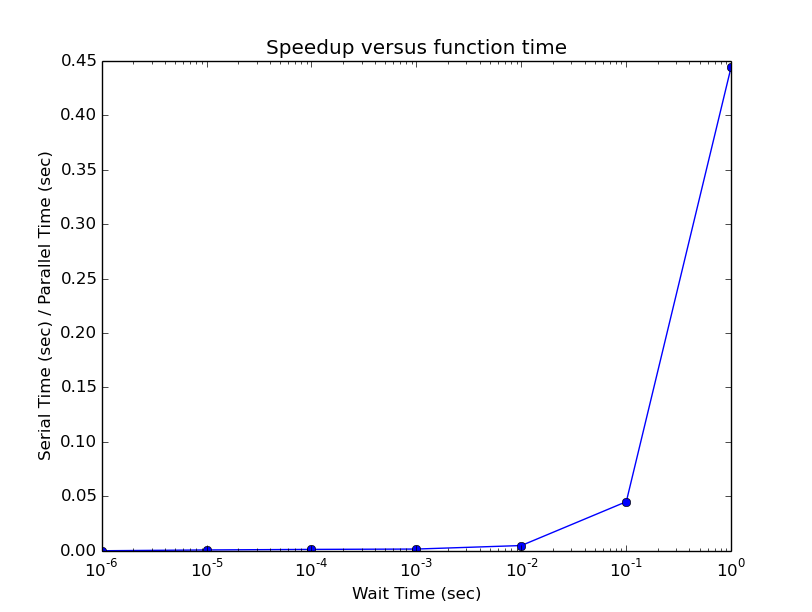 Speedup versus function time
Serial Time (sec) / Parallel Time (sec)
0.45
0.40
0.35
0.30
0.25
0.20
0.15
0.10
0.05
0.00
10^-6 10^-5 10^-4 10^-3 10^-2 10^-1 10^0
Wait Time (sec)